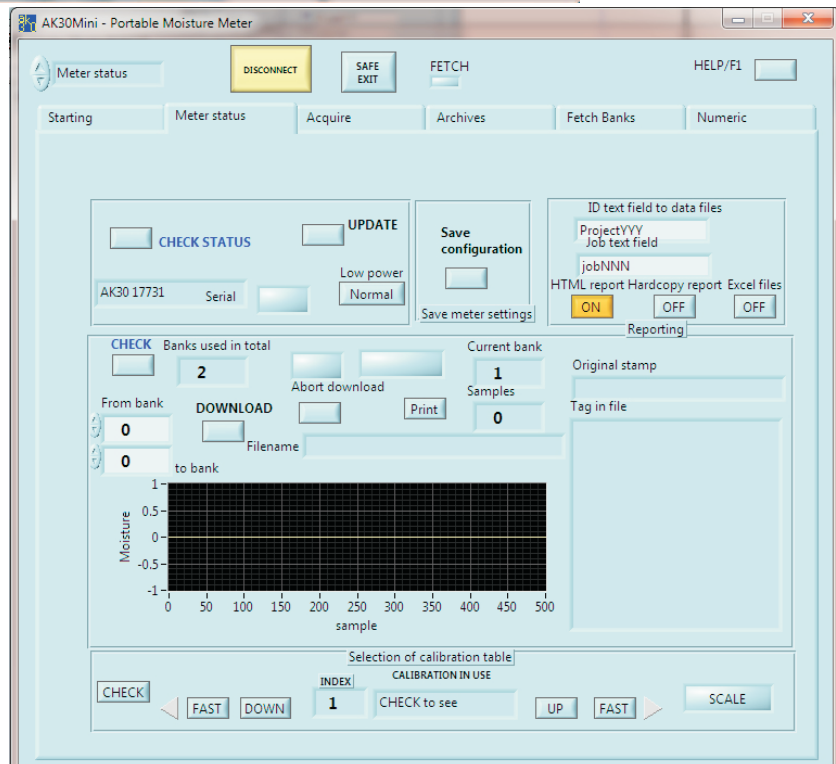 AK30Mini - Portable Moisture Meter
Meter status
DISCONNECT
SAFE
EXIT
FETCH
HELP/F1
Starting
Meter status
Acquire
Archives
Fetch Banks
Numeric
CHECK STATUS
UPDATE
AK30 17731
Serial
Low power
Normal
Save
configuration
Save meter settings
ID text field to data files
ProjectYYY
Job text field
jobNNN
HTML report Hardcopy report Excel files
ON OFF OFF
Reporting
CHECK
Banks used in total
2
Abort download
Current bank
1
Samples
0
Print
From bank
0
DOWNLOAD
Filename
0
to bank
Original stamp
Tag in file
Moisture
1
0.5
0
-0.5
-1
0 50 100 150 200 250 300 350 400 450 500
sample
Selection of calibration table
CHECK
FAST
DOWN
INDEX
1
CALIBRATION IN USE
CHECK to see
UP
FAST
SCALE